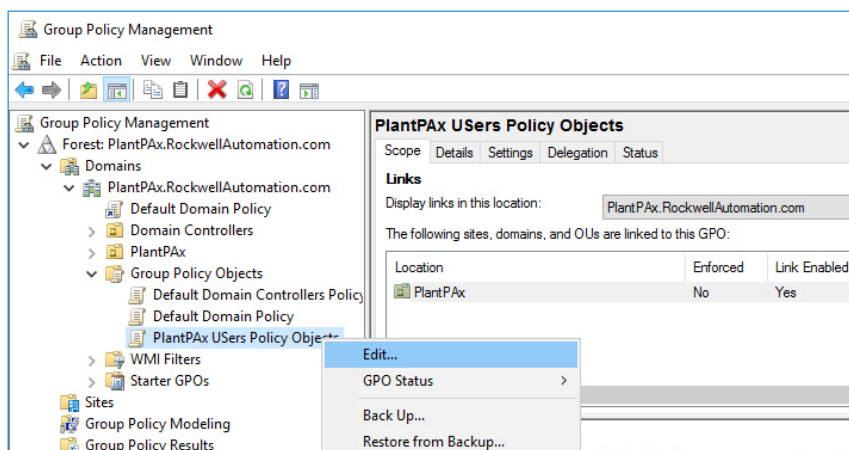 Group Policy Management
File Action View Window Help
Group Policy Management
Forest: PlantPAx.RockwellAutomation.com
Domains
PlantPAx.RockwellAutomation.com
Default Domain Policy
Domain Controllers
PlantPAx
Group Policy Objects
Default Domain Controllers Policy
Default Domain Policy
PlantPAx USers Policy Objects
WMI Filters
Starter GPOs
Sites
Group Policy Modeling
Group Policy Results
PlantPAx USers Policy Objects
Scope Details Settings Delegation Status
Links
Display links in this location: PlantPAx.RockwellAutomation.com
The following sites, domains, and OUs are linked to this GPO:
Location Enforced Link Enabled
PlantPAx No Yes
Edit...
GPO Status
Back Up...
Restore from Backup...